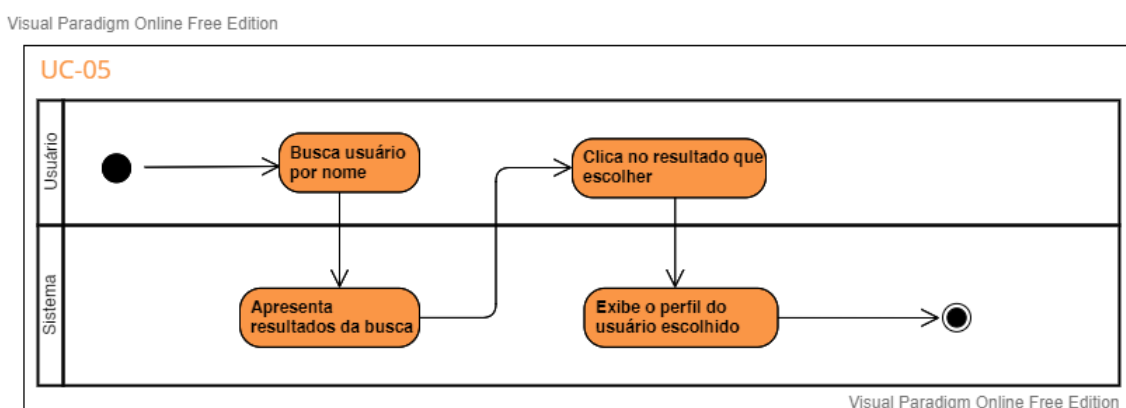 Visual Paradigm Online Free Edition
UC-05
Usuário
Busca usuário
por nome
Clica no resultado que
escolher
Sistema
Apresenta
resultados da busca
Exibe o perfil do
usuário escolhido
Visual Paradigm Online Free Edition